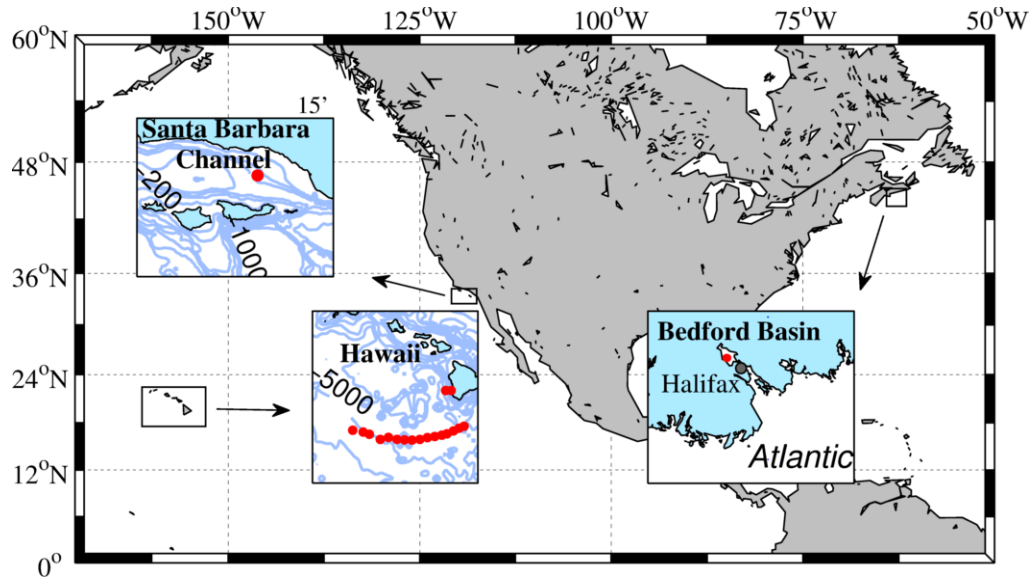 150°W 125°W 100°W 75°W 50°W
60°N
15'
Santa Barbara
Channel
48°N
-200
-1000
36°N
Bedford Basin
Hawaii
24°N
Halifax
-5000
Atlantic
12°N
0°